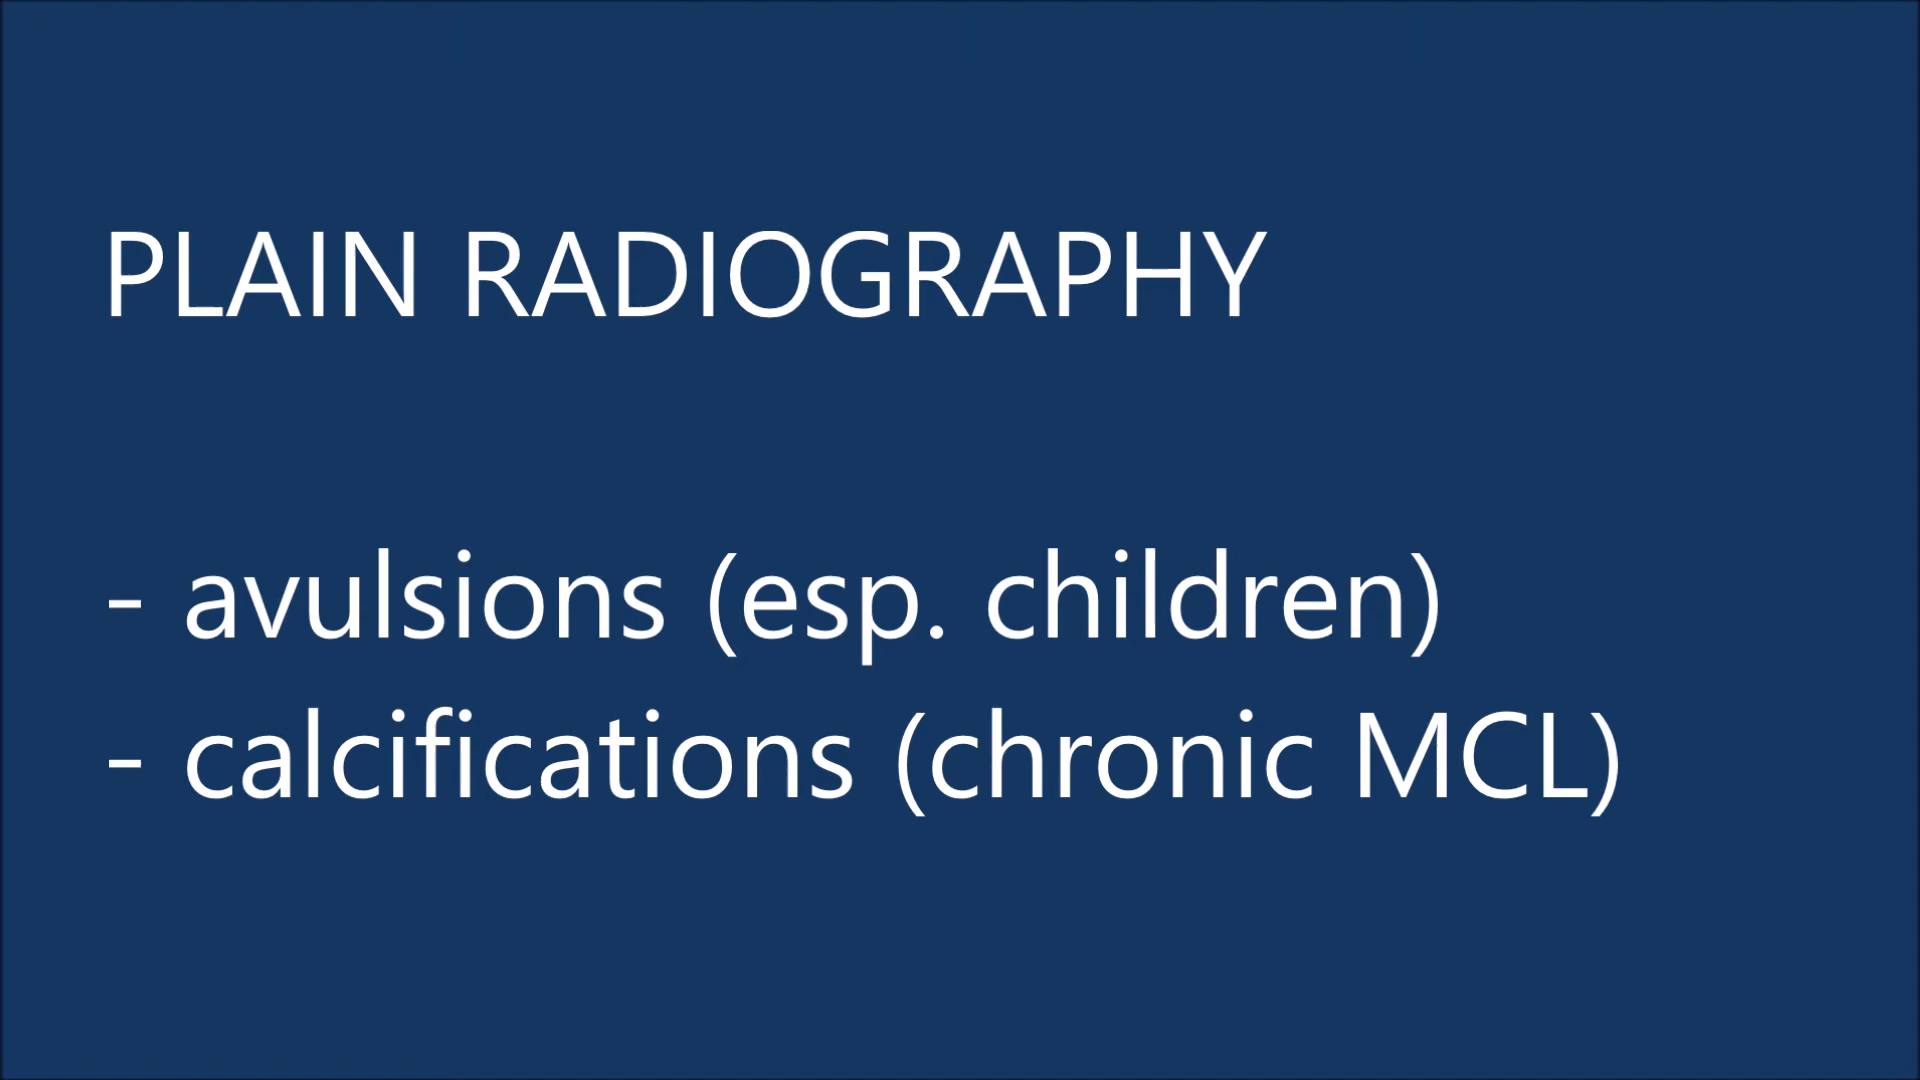 PLAIN RADIOGRAPHY
- avulsions (esp. children)
- calcifications (chronic MCL)